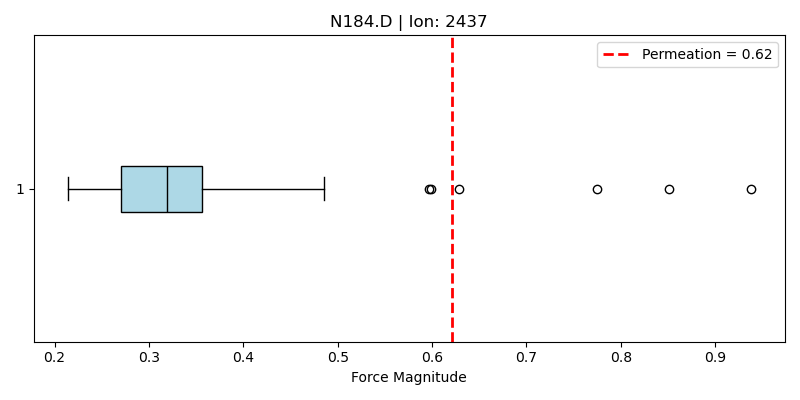 N184.D | Ion: 2437
Permeation = 0.62
1
0.2 0.3 0.4 0.5 0.6 0.7 0.8 0.9
Force Magnitude